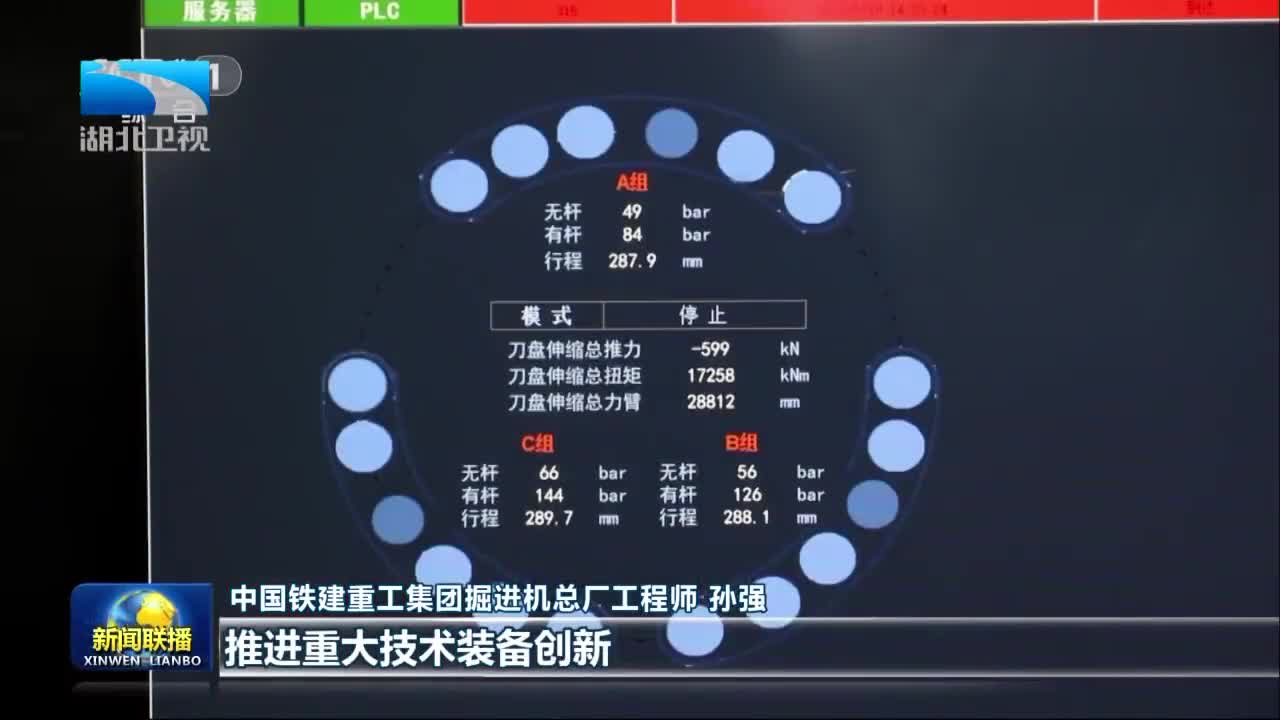 服务器 PLC
湖北卫视
A组
无杆 49 bar
有杆 84 bar
行程 287.9 mm
模式 停止
刀盘伸缩总推力 -599 kN
刀盘伸缩总扭矩 17258 kNm
刀盘伸缩总力臂 28812 mm
C组
无杆 66 bar
有杆 144 bar
行程 289.7 mm
B组
无杆 56 bar
有杆 126 bar
行程 288.1 mm
中国铁建重工集团掘进机总厂工程师 孙强
新闻联播
XINWEN LIANBO
推进重大技术装备创新